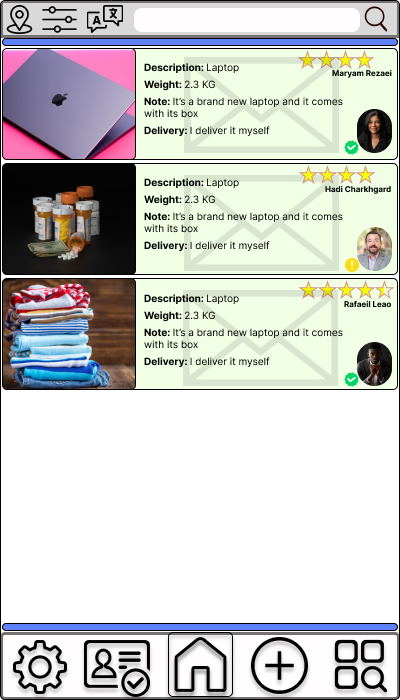 A 文
Description: Laptop
Maryam Rezaei
Weight: 2.3 KG
Note: It's a brand new laptop and it comes
with its box
Delivery: I deliver it myself
Description: Laptop
Hadi Charkhgard
Weight: 2.3 KG
Note: It's a brand new laptop and it comes
with its box
Delivery: I deliver it myself
Description: Laptop
Rafaeil Leao
Weight: 2.3 KG
Note: It's a brand new laptop and it comes
with its box
Delivery: I deliver it myself